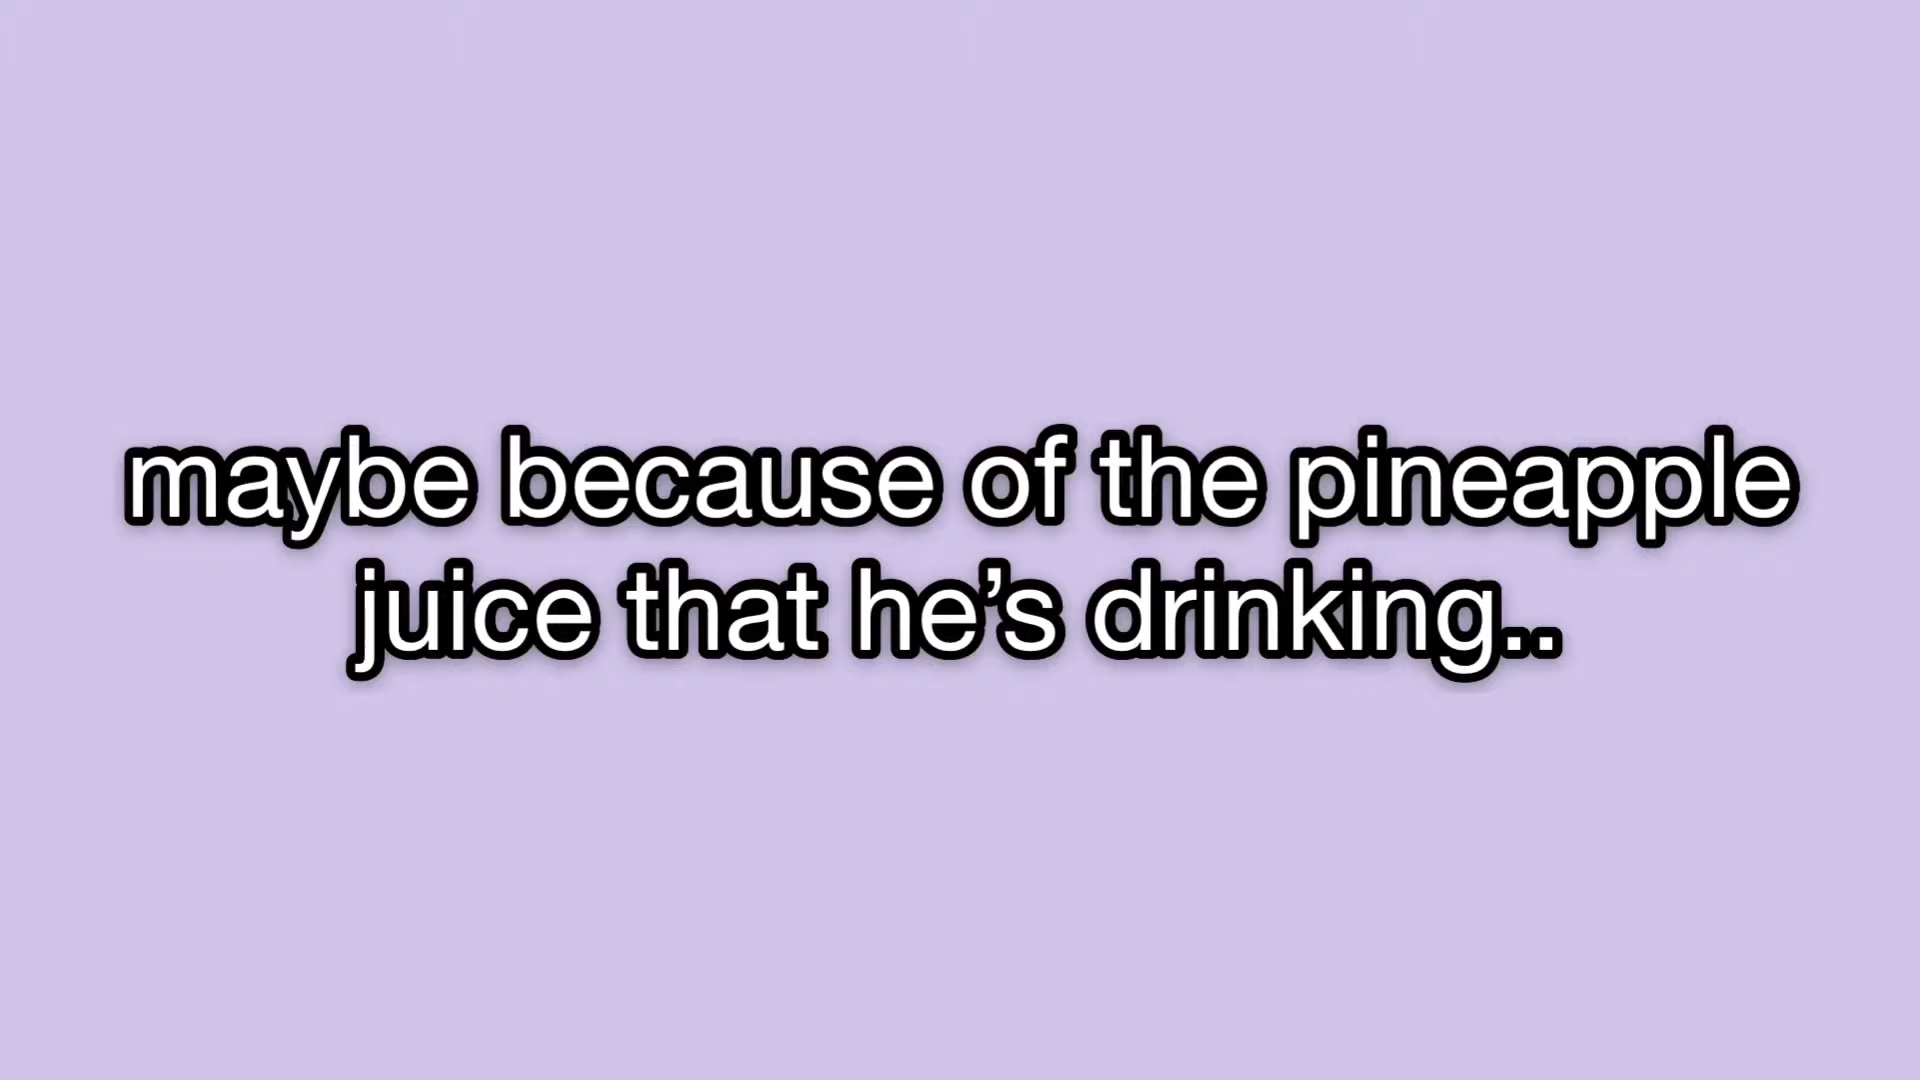 maybe because of the pineapple
juice that he’s drinking..